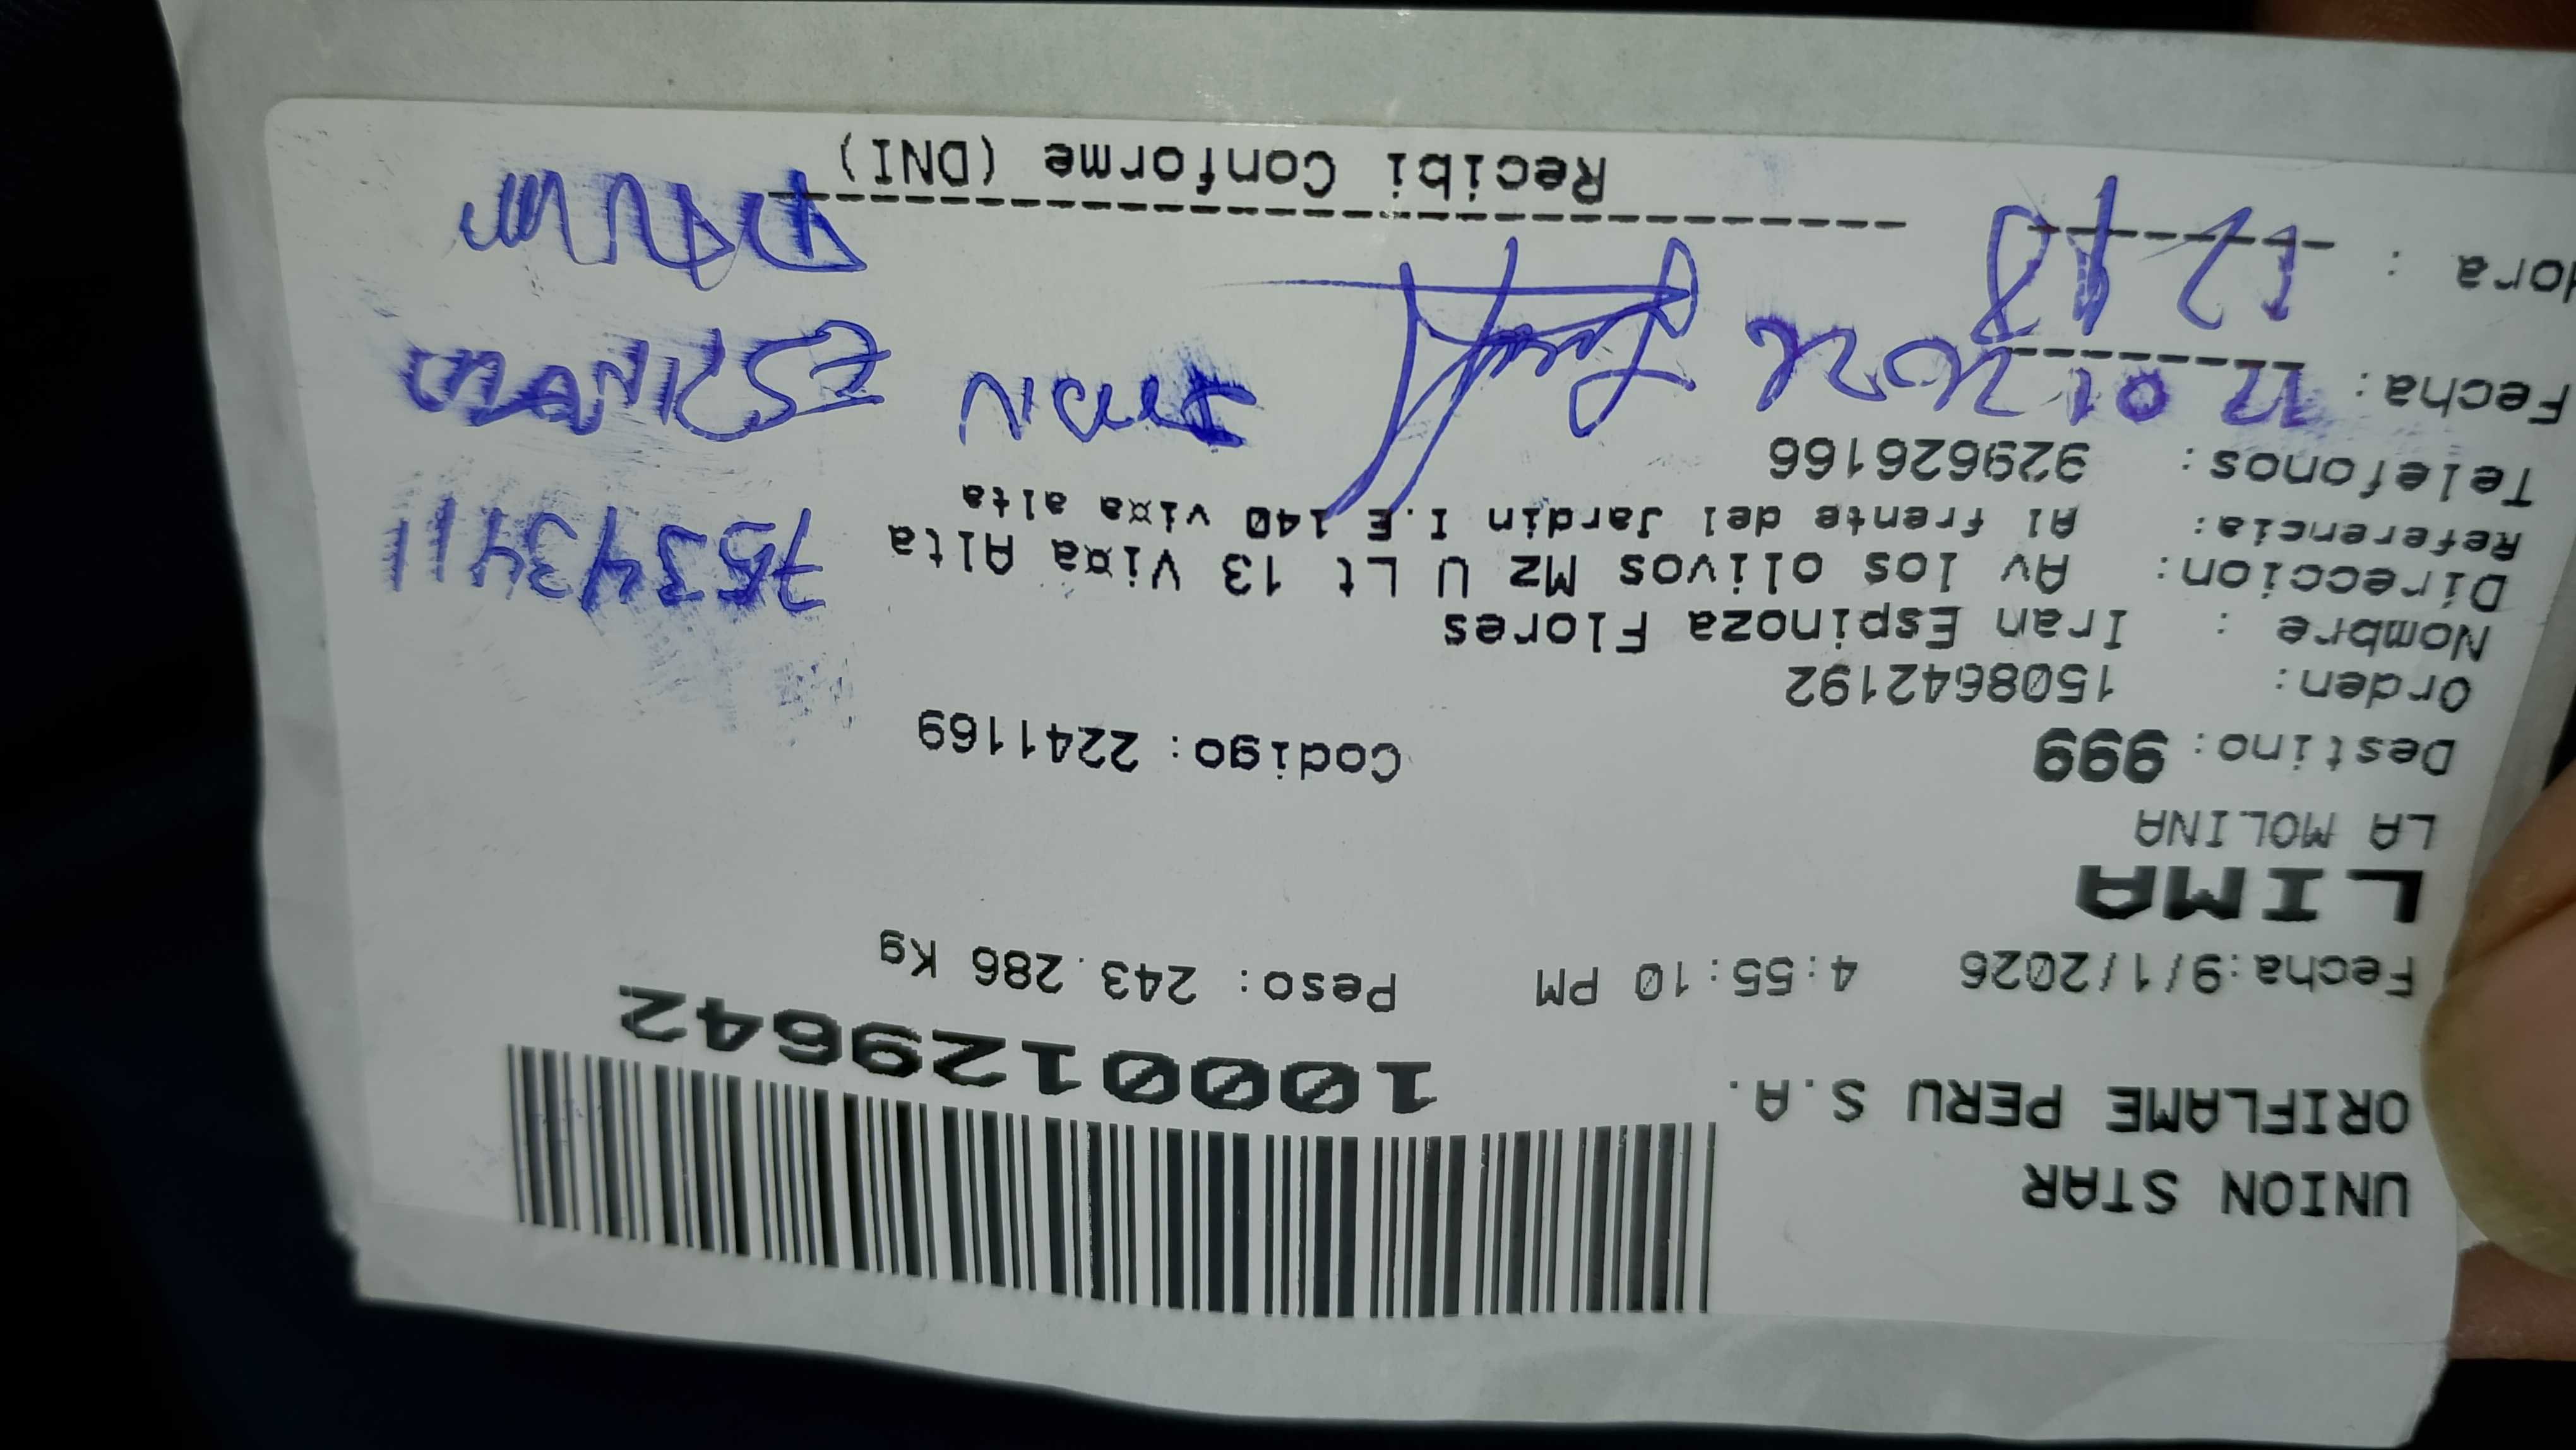 UNION STAR
ORIFLAME PERU S.A.
1000129642
Fecha:9/1/2026 4:55:10 PM Peso: 243.286 Kg
LIMA
LA MOLINA
Destino: 999 Codigo: 2241169
Orden: 1508642192
Nombre : Iran Espinoza Flores
Direccion: Av los olivos Mz U Lt 13 Vi¤a Alta
Referencia: Al frente del Jardin I.E 140 vi¤a alta
75343411
Telefonos: 929626166
Fecha: 12 01 2026
Hora : 12 48
Recibi Conforme (DNI)